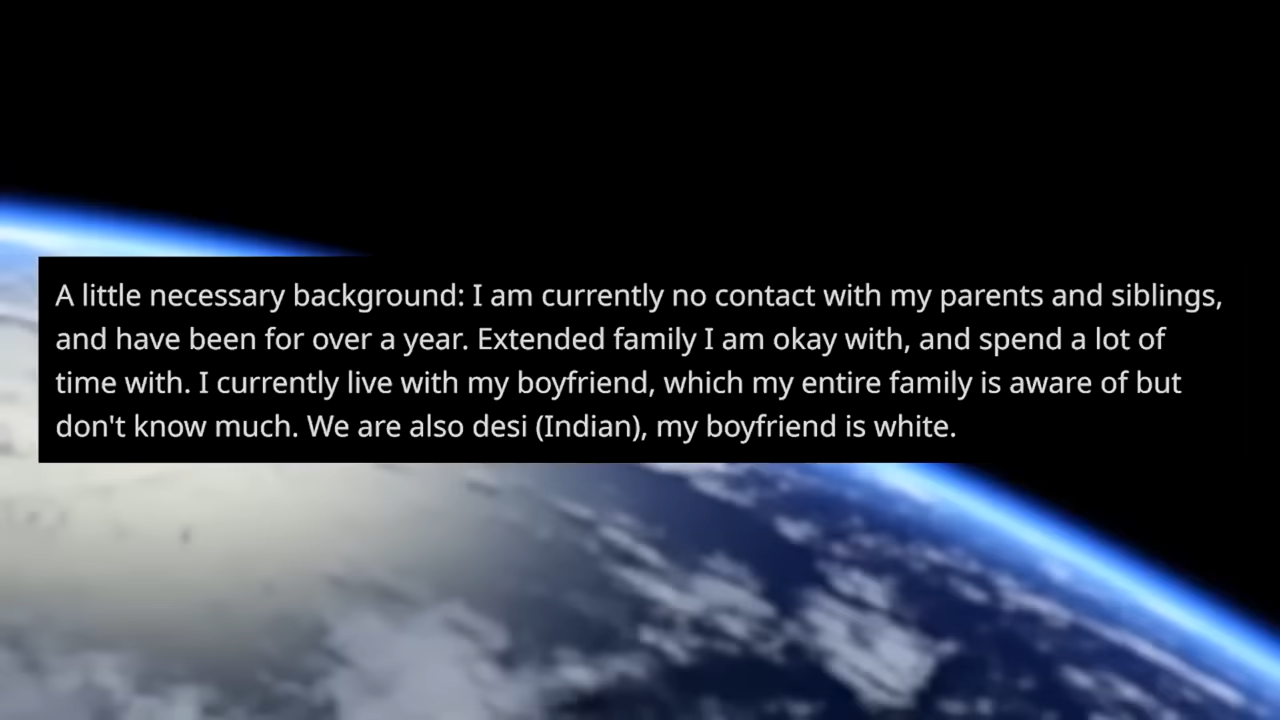 A little necessary background: I am currently no contact with my parents and siblings,
and have been for over a year. Extended family I am okay with, and spend a lot of
time with. I currently live with my boyfriend, which my entire family is aware of but
don't know much. We are also desi (Indian), my boyfriend is white.